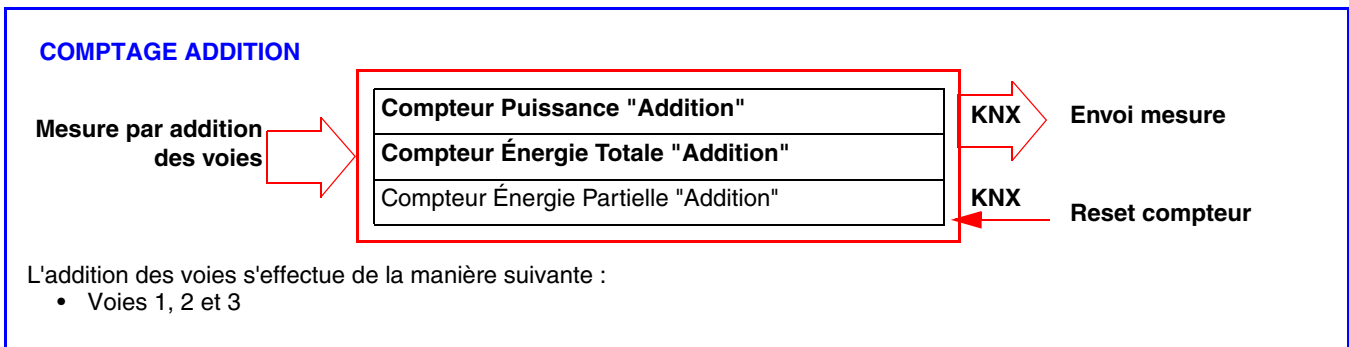 COMPTAGE ADDITION
Mesure par addition
des voies
Compteur Puissance "Addition"
Compteur Énergie Totale "Addition"
Compteur Énergie Partielle "Addition"
KNX
Envoi mesure
KNX
Reset compteur
L'addition des voies s'effectue de la manière suivante :
• Voies 1, 2 et 3